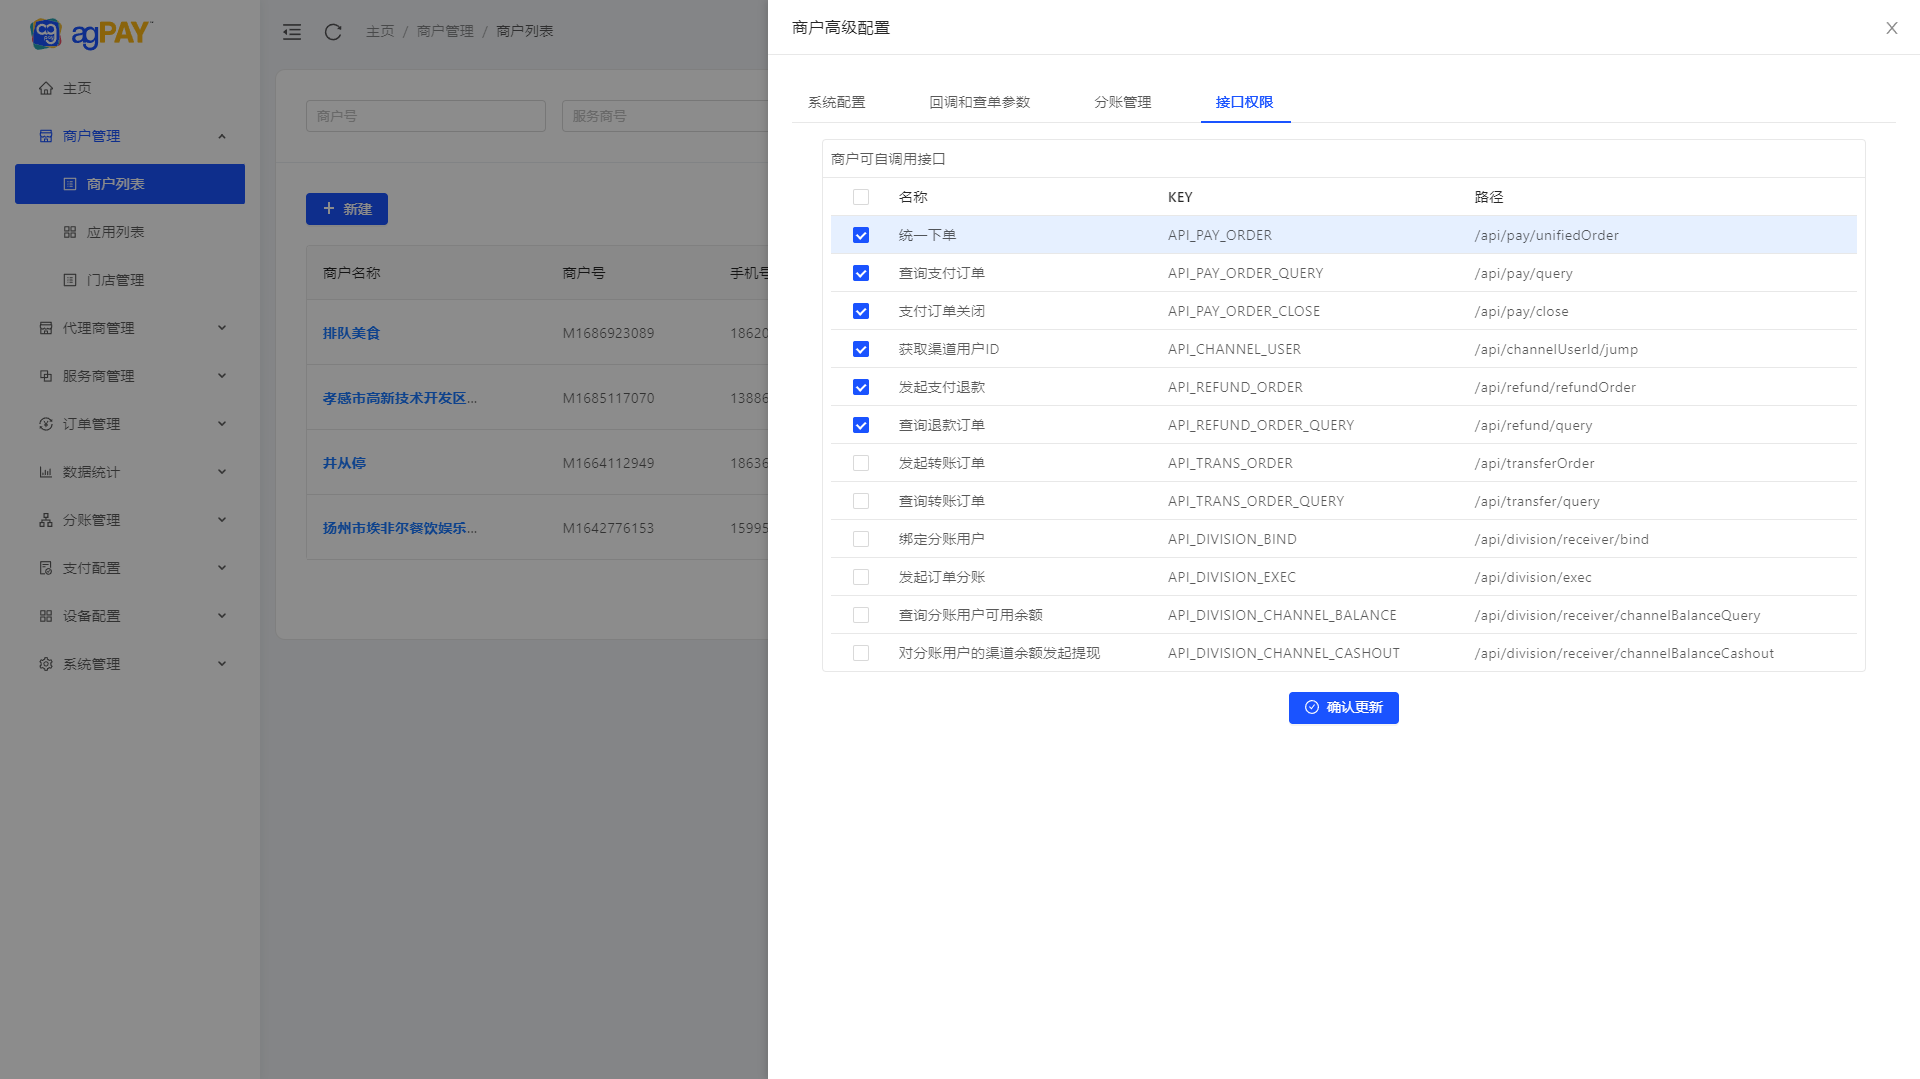 agPAY
主页
商户管理
商户列表
应用列表
门店管理
代理商管理
服务商管理
订单管理
数据统计
分账管理
支付配置
设备配置
系统管理
主页 / 商户管理 / 商户列表
商户号 服务商号
新建
商户名称 商户号 手机号
排队美食 M1686923089 18620
孝感市高新技术开发区... M1685117070 13886
井从停 M1664112949 18636
扬州市埃非尔餐饮娱乐... M1642776153 15995
商户高级配置
系统配置 回调和查单参数 分账管理 接口权限
商户可自调用接口
名称 KEY 路径
统一下单 API_PAY_ORDER /api/pay/unifiedOrder
查询支付订单 API_PAY_ORDER_QUERY /api/pay/query
支付订单关闭 API_PAY_ORDER_CLOSE /api/pay/close
获取渠道用户ID API_CHANNEL_USER /api/channelUserId/jump
发起支付退款 API_REFUND_ORDER /api/refund/refundOrder
查询退款订单 API_REFUND_ORDER_QUERY /api/refund/query
发起转账订单 API_TRANS_ORDER /api/transferOrder
查询转账订单 API_TRANS_ORDER_QUERY /api/transfer/query
绑定分账用户 API_DIVISION_BIND /api/division/receiver/bind
发起订单分账 API_DIVISION_EXEC /api/division/exec
查询分账用户可用余额 API_DIVISION_CHANNEL_BALANCE /api/division/receiver/channelBalanceQuery
对分账用户的渠道余额发起提现 API_DIVISION_CHANNEL_CASHOUT /api/division/receiver/channelBalanceCashout
确认更新